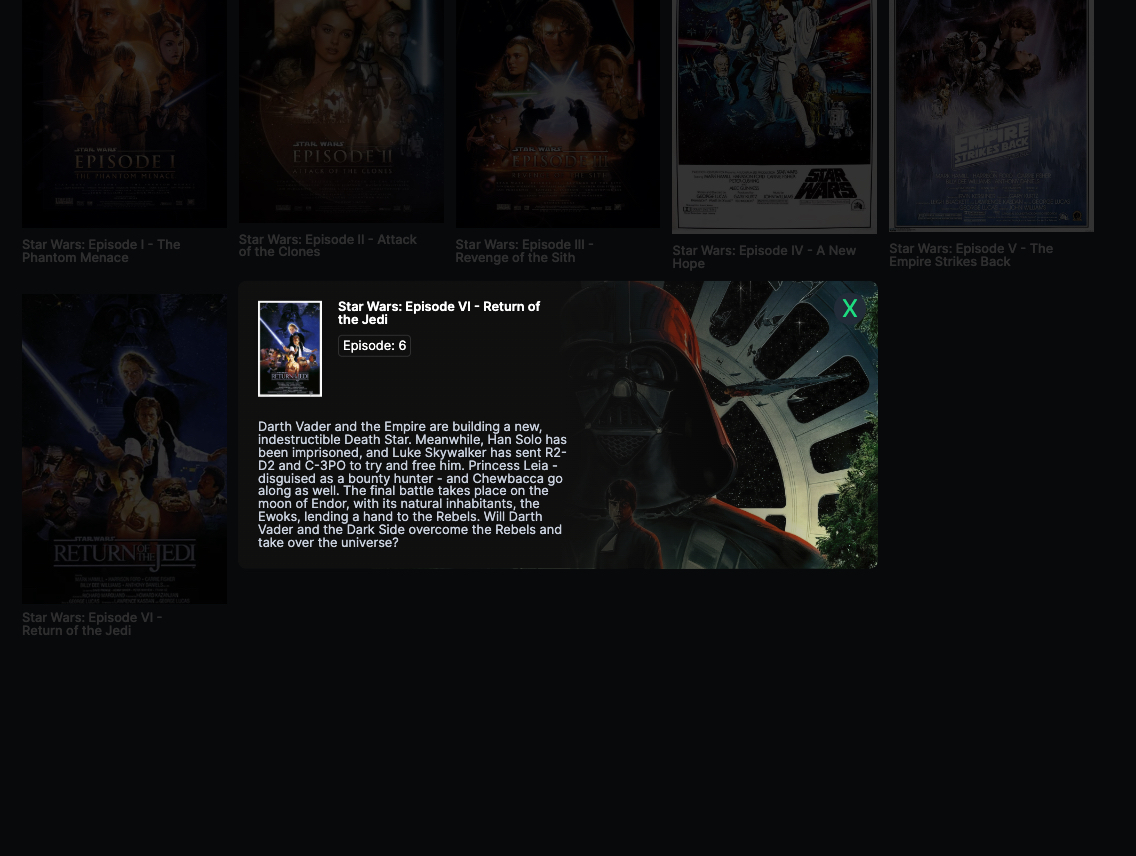 STAR WARS
EPISODE I
THE PHANTOM MENACE
STAR WARS
EPISODE II
ATTACK OF THE CLONES
STAR WARS
EPISODE III
REVENGE OF THE SITH
STAR
WARS
EMPIRE
STRIKES BACK
Star Wars: Episode I - The
Phantom Menace
Star Wars: Episode II - Attack
of the Clones
Star Wars: Episode III -
Revenge of the Sith
Star Wars: Episode IV - A New
Hope
Star Wars: Episode V - The
Empire Strikes Back
Star Wars: Episode VI - Return of
the Jedi
Episode: 6
X
RETURN OF THE JEDI
Darth Vader and the Empire are building a new,
indestructible Death Star. Meanwhile, Han Solo has
been imprisoned, and Luke Skywalker has sent R2-
D2 and C-3PO to try and free him. Princess Leia -
disguised as a bounty hunter - and Chewbacca go
along as well. The final battle takes place on the
moon of Endor, with its natural inhabitants, the
Ewoks, lending a hand to the Rebels. Will Darth
Vader and the Dark Side overcome the Rebels and
take over the universe?
STAR WARS
RETURN OF THE JEDI
Star Wars: Episode VI -
Return of the Jedi